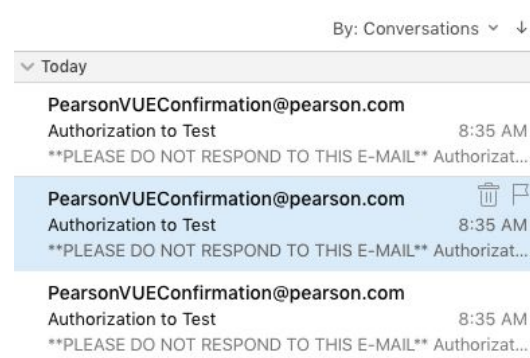 By: Conversations
Today
PearsonVUEConfirmation@pearson.com
Authorization to Test 8:35 AM
**PLEASE DO NOT RESPOND TO THIS E-MAIL** Authorizat...
PearsonVUEConfirmation@pearson.com
Authorization to Test 8:35 AM
**PLEASE DO NOT RESPOND TO THIS E-MAIL** Authorizat...
PearsonVUEConfirmation@pearson.com
Authorization to Test 8:35 AM
**PLEASE DO NOT RESPOND TO THIS E-MAIL** Authorizat...